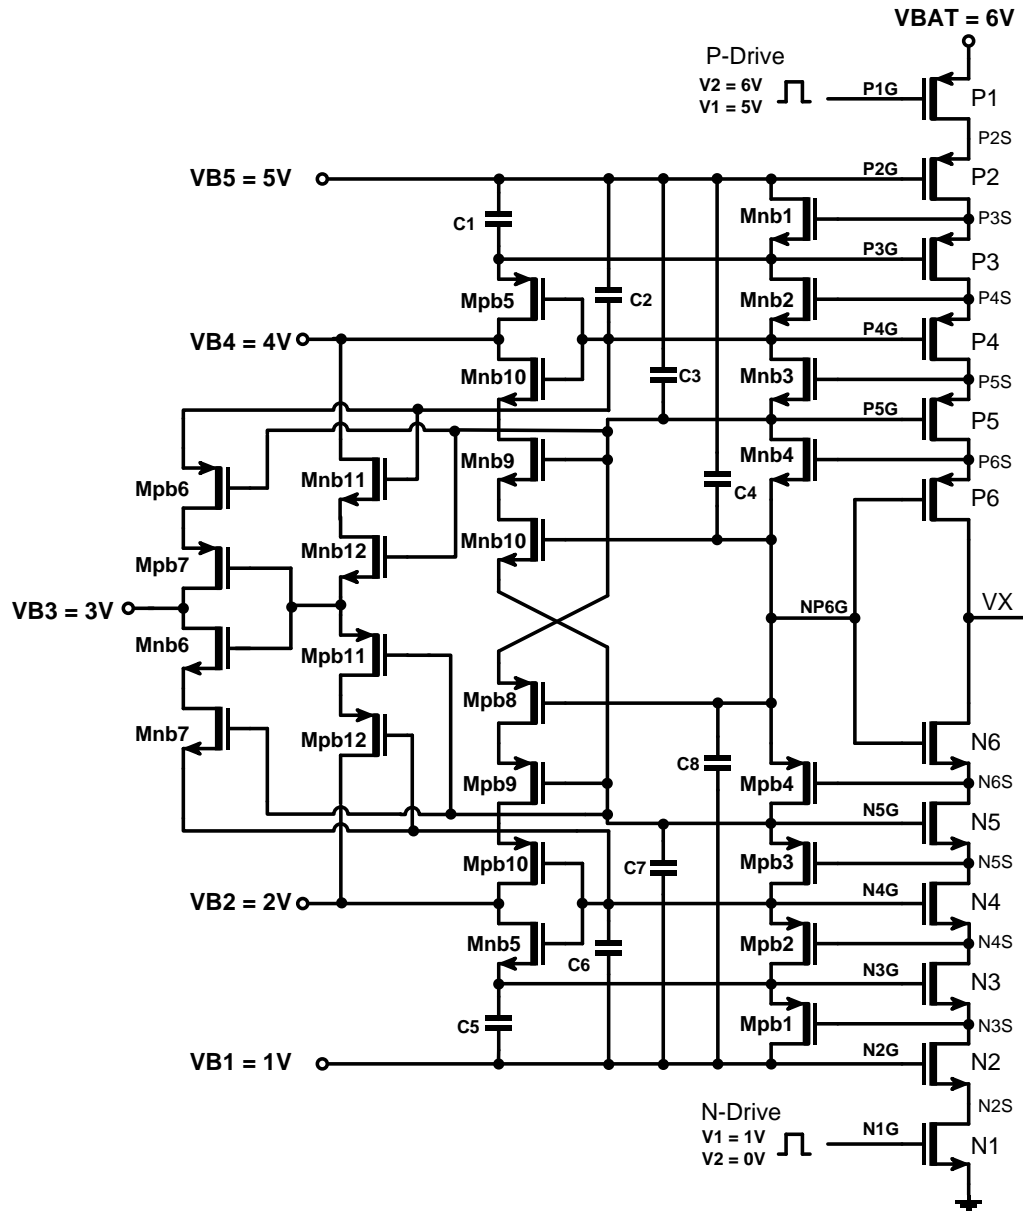 VBAT = 6V
P-Drive
V2 = 6V
V1 = 5V
P1G
P1
P2S
VB5 = 5V
P2G
P2
C1
Mnb1
P3S
P3G
P3
Mpb5
C2
Mnb2
P4S
VB4 = 4V
P4G
P4
Mnb10
C3
Mnb3
P5S
P5G
P5
Mpb6
Mnb11
Mnb9
C4
Mnb4
P6S
P6
Mnb12
Mnb10
Mpb7
VB3 = 3V
NP6G
VX
Mnb6
Mpb11
Mpb8
Mnb7
Mpb12
N6
C8
Mpb9
Mpb4
N6S
N5G
N5
Mpb10
C7
Mpb3
N5S
VB2 = 2V
N4G
N4
Mnb5
C6
Mpb2
N4S
N3G
N3
C5
Mpb1
N3S
VB1 = 1V
N2G
N2
N2S
N-Drive
V1 = 1V
V2 = 0V
N1G
N1